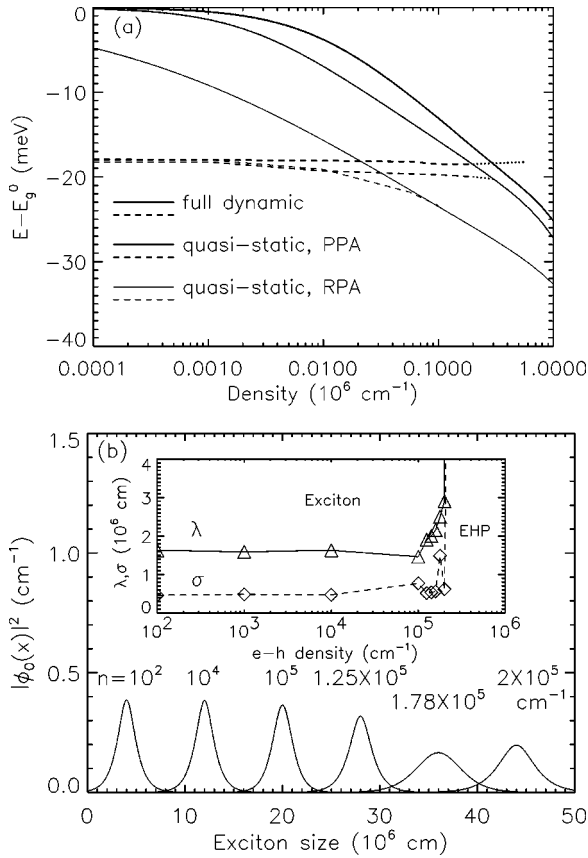 (a)
0
−10
−20
−30
−40
E−E_g^0 (meV)
full dynamic
quasi−static, PPA
quasi−static, RPA
0.0001 0.0010 0.0100 0.1000 1.0000
Density (10^6 cm^−1)
(b)
1.5
1.0
0.5
0.0
|ϕ_0(x)|^2 (cm^−1)
4
3
2
1
0
λ,σ (10^6 cm)
Exciton
EHP
λ
σ
10^2 10^3 10^4 10^5 10^6
e−h density (cm^−1)
n=10^2 10^4 10^5 1.25X10^5 2X10^5
1.78X10^5 cm^−1
0 10 20 30 40 50
Exciton size (10^6 cm)